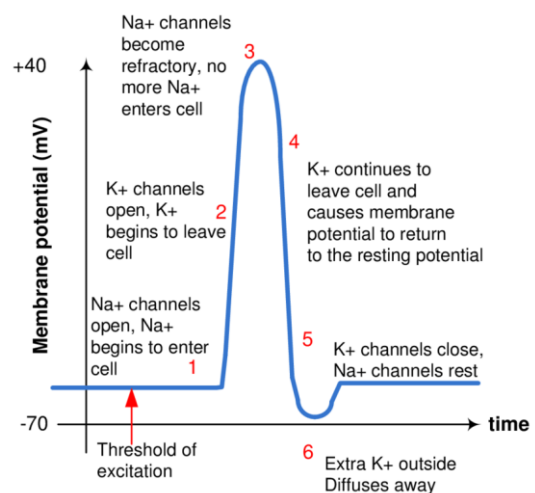 Na+ channels
become
refractory, no
more Na+
enters cell
3
+40
4
K+ continues to
leave cell and
causes membrane
potential to return
to the resting potential
K+ channels
open, K+
begins to leave
cell
2
Membrane potential (mV)
Na+ channels
open, Na+
begins to enter
cell
1
5
K+ channels close,
Na+ channels rest
-70
time
Threshold of
excitation
6
Extra K+ outside
Diffuses away